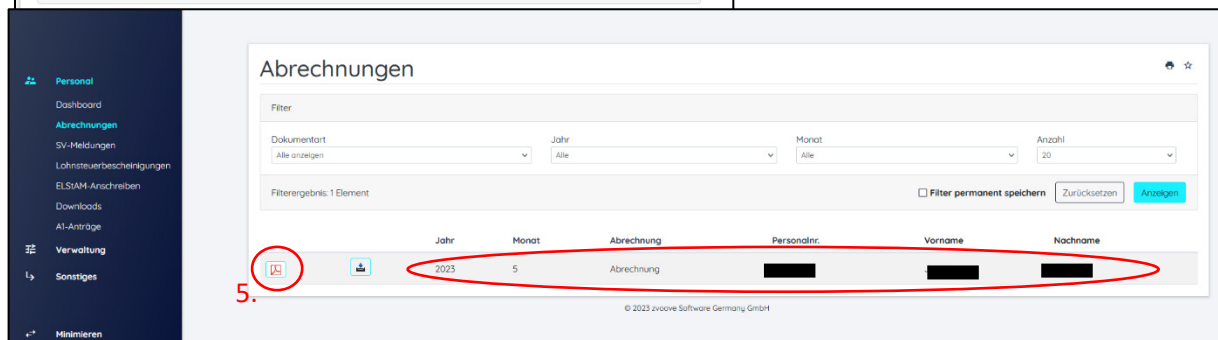 Personal
Dashboard
Abrechnungen
SV-Meldungen
Lohnsteuerbescheinigungen
ELStAM-Anschreiben
Downloads
A1-Anträge
Verwaltung
Sonstiges
Minimieren
Abrechnungen
Filter
Dokumentart Jahr Monat Anzahl
Alle anzeigen Alle Alle 20
Filterergebnis: 1 Element Filter permanent speichern Zurücksetzen Anzeigen
Jahr Monat Abrechnung Personalnr. Vorname Nachname
2023 5 Abrechnung
5.
© 2023 zvoove Software Germany GmbH